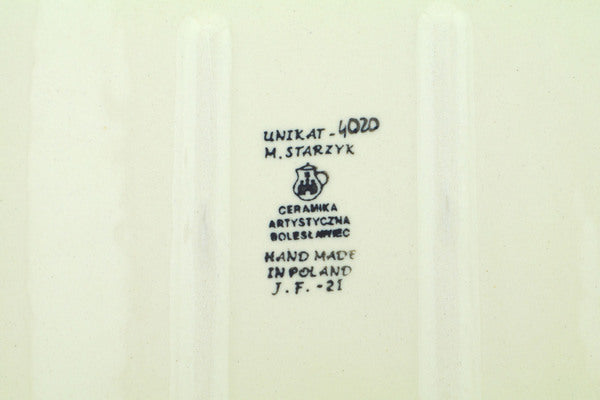 UNIKAT - 4020
M. STARZYK
CERAMIKA
ARTYSTYCZNA
BOLESŁAWIEC
HAND MADE
IN POLAND
J. F. - 21